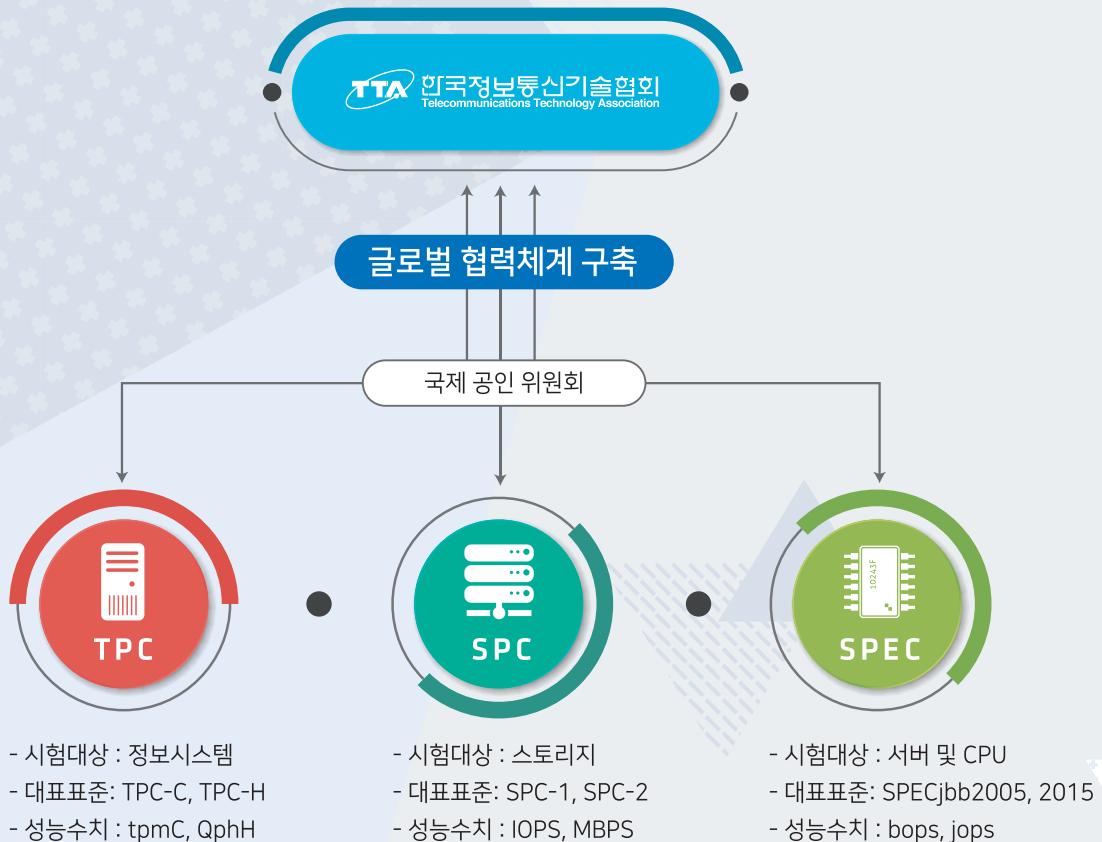 TTA 한국정보통신기술협회
Telecommunications Technology Association
글로벌 협력체계 구축
국제 공인 위원회
TPC
SPC
10243F
SPEC
- 시험대상 : 정보시스템
- 대표표준: TPC-C, TPC-H
- 성능수치 : tpmC, QphH
- 시험대상 : 스토리지
- 대표표준: SPC-1, SPC-2
- 성능수치 : IOPS, MBPS
- 시험대상 : 서버 및 CPU
- 대표표준: SPECjbb2005, 2015
- 성능수치 : bops, jops